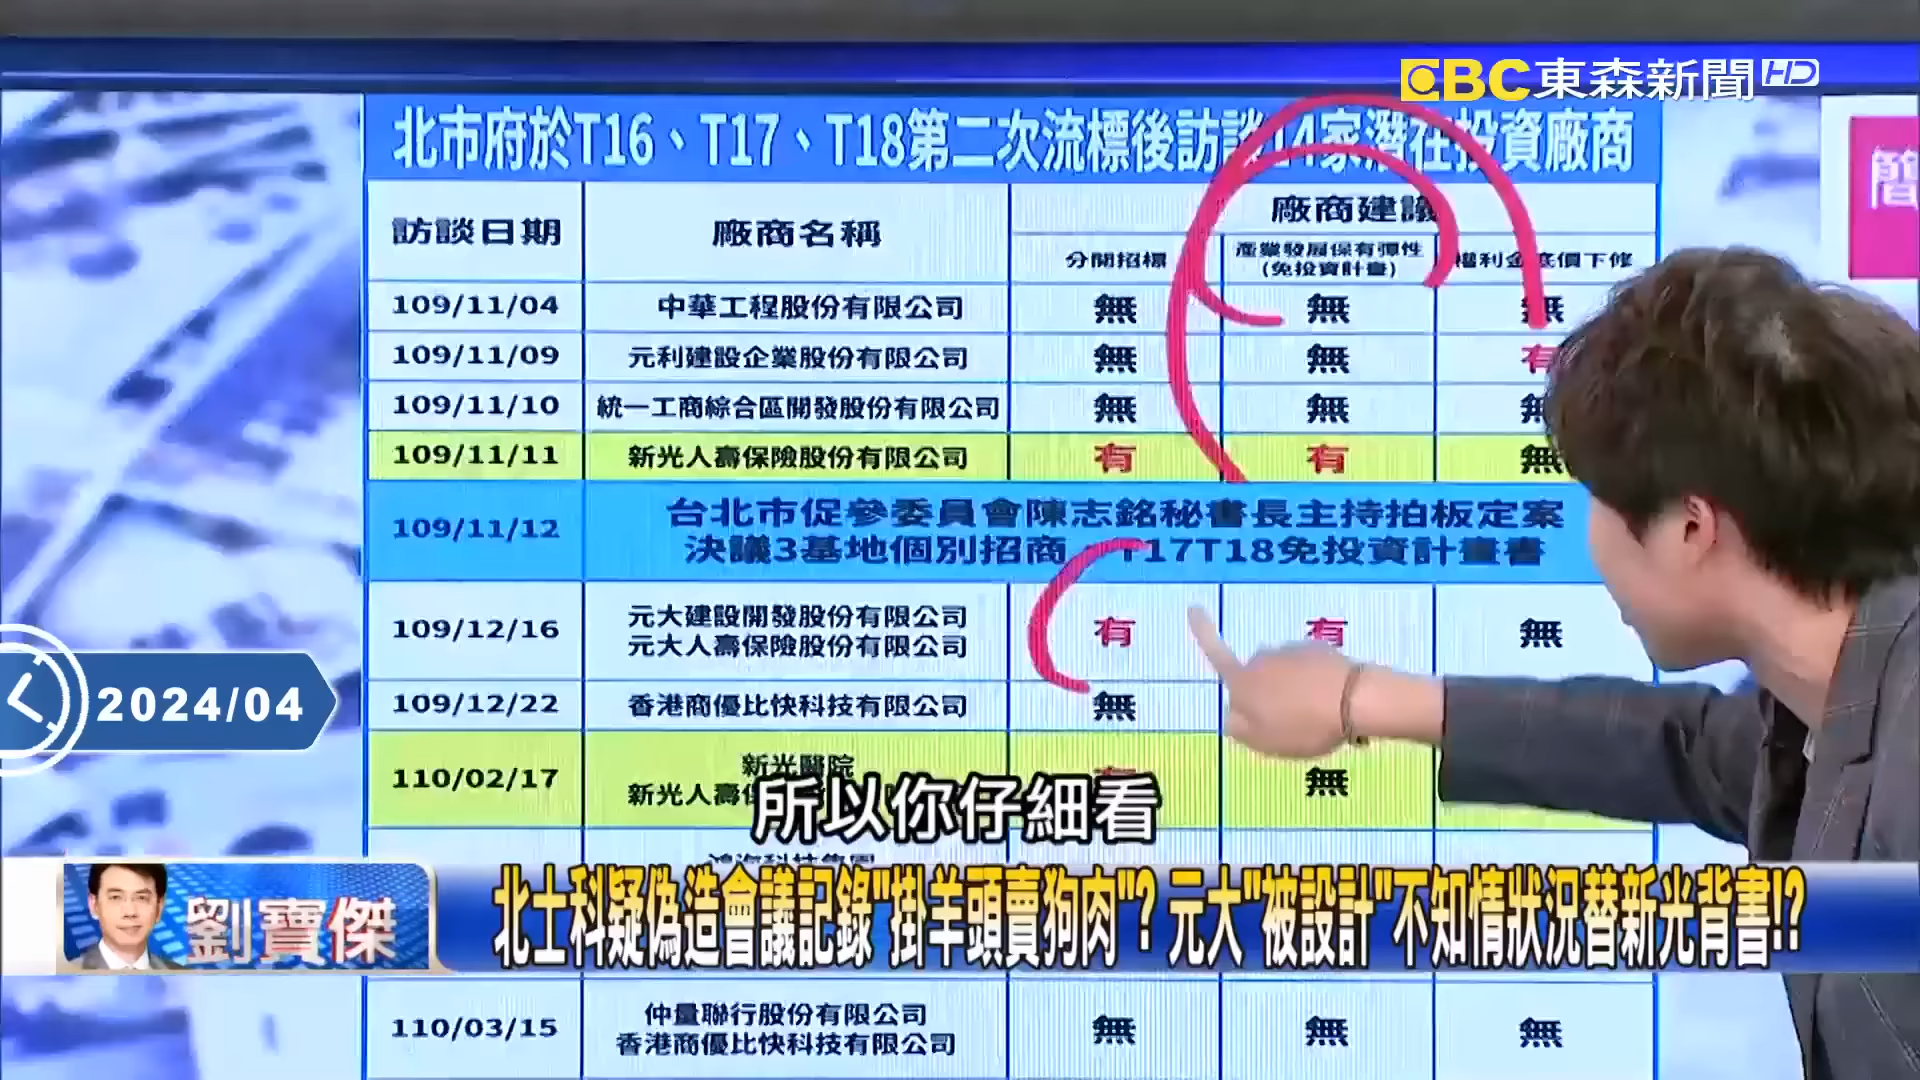 EBC東森新聞HD
北市府於T16、T17、T18第二次流標後訪談14家潛在投資廠商
簡
訪談日期 廠商名稱 廠商建議
分開招標 產業發展保有彈性(免投資計畫) 權利金底價下修
109/11/04 中華工程股份有限公司 無 無 無
109/11/09 元利建設企業股份有限公司 無 無 有
109/11/10 統一工商綜合區開發股份有限公司 無 無 無
109/11/11 新光人壽保險股份有限公司 有 有 無
109/11/12 台北市促參委員會陳志銘秘書長主持拍板定案
決議3基地個別招商 T17T18免投資計畫書
109/12/16 元大建設開發股份有限公司
元大人壽保險股份有限公司 有 有 無
2024/04
109/12/22 香港商優比快科技有限公司 無
110/02/17 新光醫院
新光人壽保 無
所以你仔細看
劉寶傑
北士科疑偽造會議記錄"掛羊頭賣狗肉"? 元大"被設計"不知情狀況替新光背書!?
110/03/15 仲量聯行股份有限公司
香港商優比快科技有限公司 無 無 無